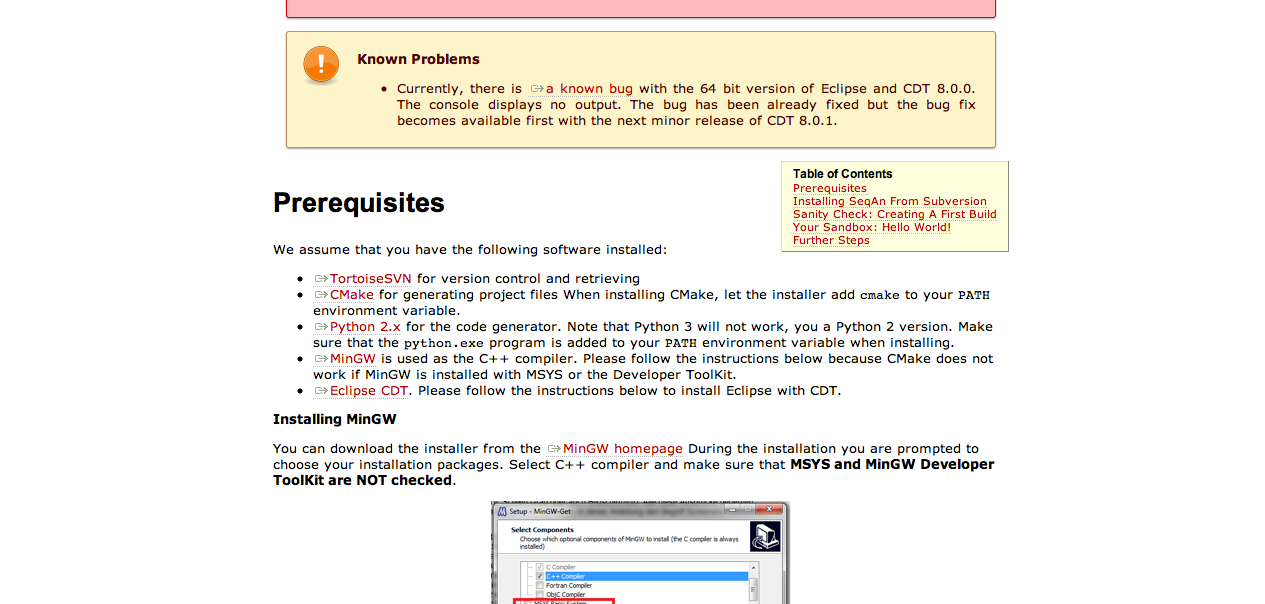 Known Problems
Currently, there is a known bug with the 64 bit version of Eclipse and CDT 8.0.0.
The console displays no output. The bug has been already fixed but the bug fix
becomes available first with the next minor release of CDT 8.0.1.
Table of Contents
Prerequisites
Installing SeqAn From Subversion
Sanity Check: Creating A First Build
Your Sandbox: Hello World!
Further Steps
Prerequisites
We assume that you have the following software installed:
TortoiseSVN for version control and retrieving
CMake for generating project files When installing CMake, let the installer add cmake to your PATH
environment variable.
Python 2.x for the code generator. Note that Python 3 will not work, you a Python 2 version. Make
sure that the python.exe program is added to your PATH environment variable when installing.
MinGW is used as the C++ compiler. Please follow the instructions below because CMake does not
work if MinGW is installed with MSYS or the Developer ToolKit.
Eclipse CDT. Please follow the instructions below to install Eclipse with CDT.
Installing MinGW
You can download the installer from the MinGW homepage During the installation you are prompted to
choose your installation packages. Select C++ compiler and make sure that MSYS and MinGW Developer
ToolKit are NOT checked.
Setup - MinGW-Get
Select Components
Choose which optional components of MinGW to install (the C compiler is always
installed)
C Compiler
C++ Compiler
Fortran Compiler
ObjC Compiler
MSYS Basic System